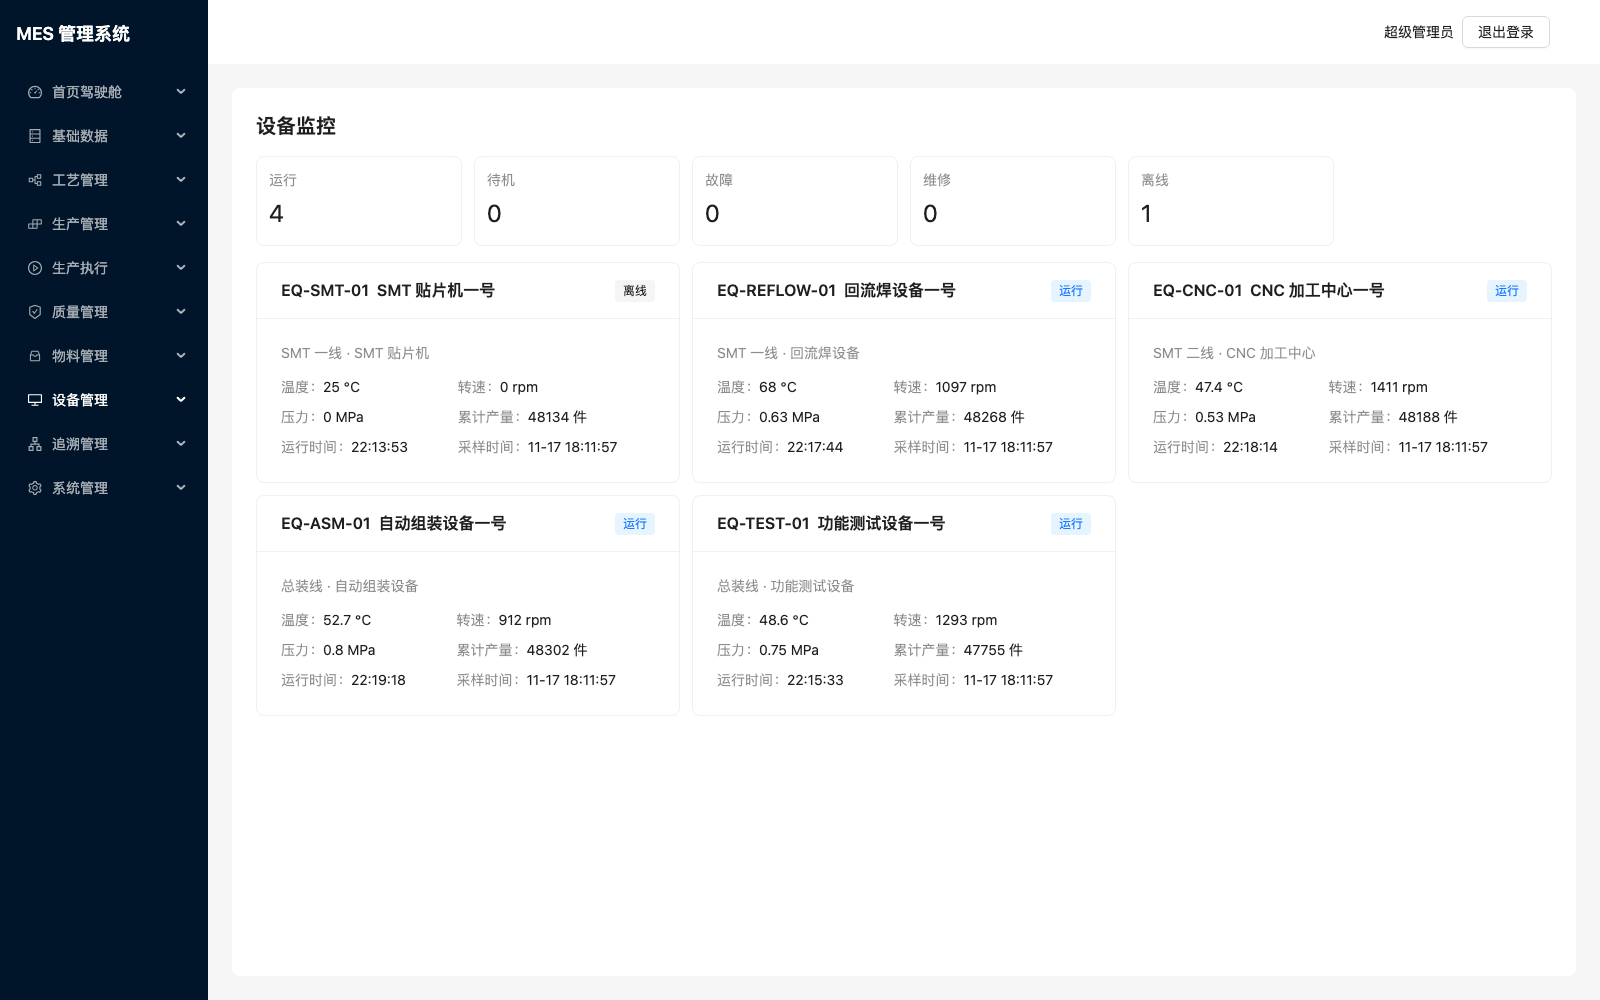 MES 管理系统
首页驾驶舱
基础数据
工艺管理
生产管理
生产执行
质量管理
物料管理
设备管理
追溯管理
系统管理
超级管理员 退出登录
设备监控
运行 待机 故障 维修 离线
4 0 0 0 1
EQ-SMT-01 SMT 贴片机一号 离线
SMT 一线 · SMT 贴片机
温度： 25 °C 转速： 0 rpm
压力： 0 MPa 累计产量： 48134 件
运行时间： 22:13:53 采样时间： 11-17 18:11:57
EQ-REFLOW-01 回流焊设备一号 运行
SMT 一线 · 回流焊设备
温度： 68 °C 转速： 1097 rpm
压力： 0.63 MPa 累计产量： 48268 件
运行时间： 22:17:44 采样时间： 11-17 18:11:57
EQ-CNC-01 CNC 加工中心一号 运行
SMT 二线 · CNC 加工中心
温度： 47.4 °C 转速： 1411 rpm
压力： 0.53 MPa 累计产量： 48188 件
运行时间： 22:18:14 采样时间： 11-17 18:11:57
EQ-ASM-01 自动组装设备一号 运行
总装线 · 自动组装设备
温度： 52.7 °C 转速： 912 rpm
压力： 0.8 MPa 累计产量： 48302 件
运行时间： 22:19:18 采样时间： 11-17 18:11:57
EQ-TEST-01 功能测试设备一号 运行
总装线 · 功能测试设备
温度： 48.6 °C 转速： 1293 rpm
压力： 0.75 MPa 累计产量： 47755 件
运行时间： 22:15:33 采样时间： 11-17 18:11:57